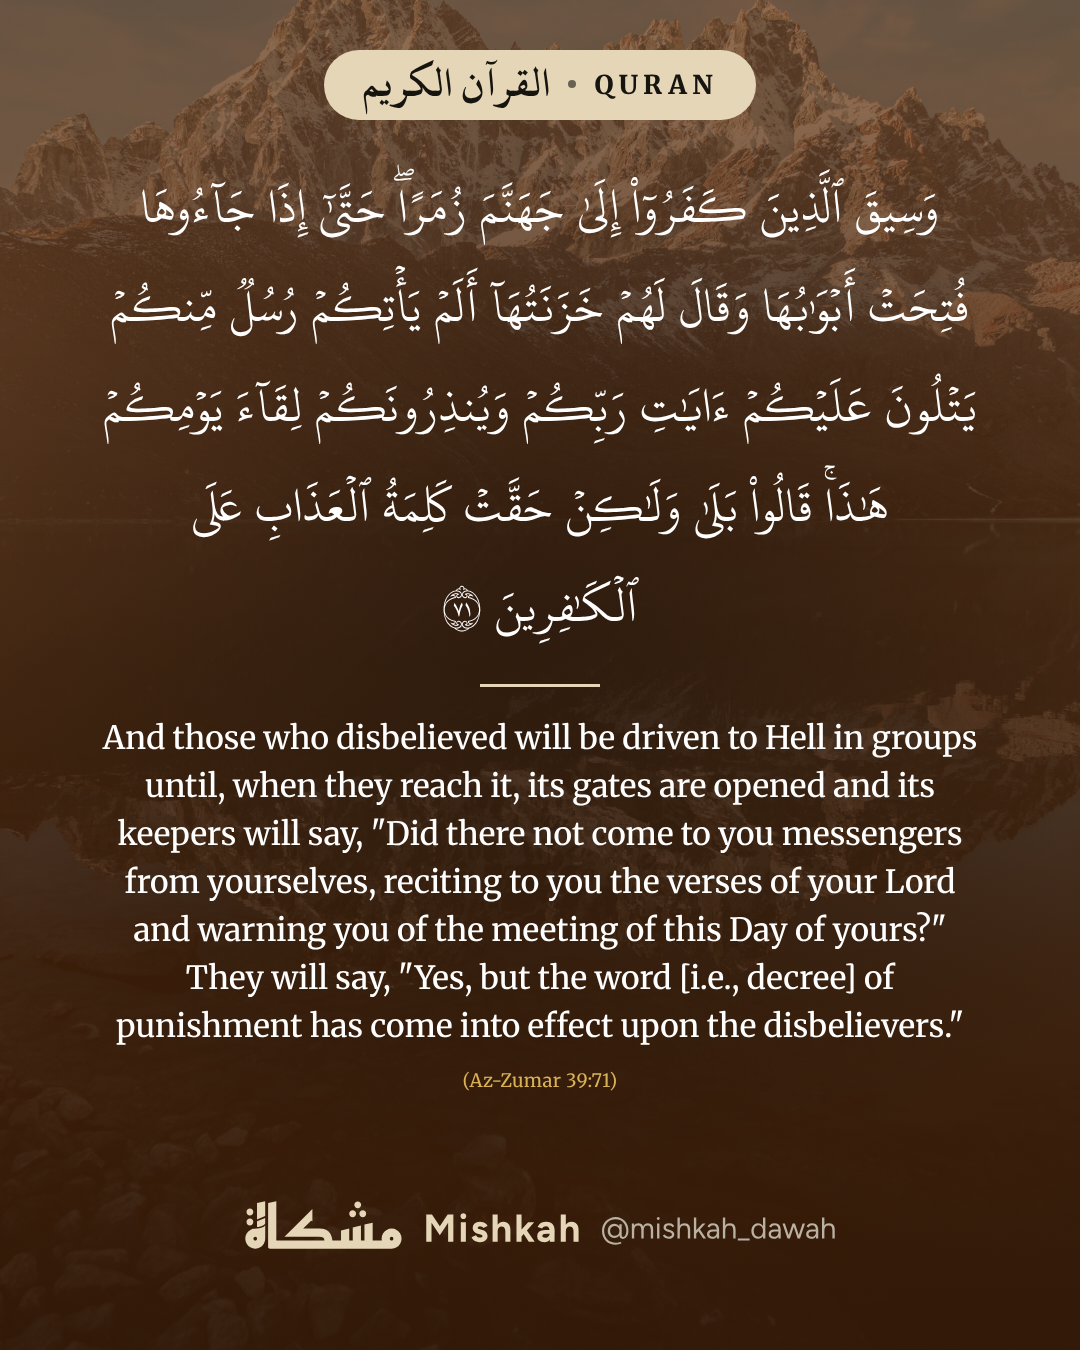 القرآن الكريم • QURAN
وَسِيقَ ٱلَّذِينَ كَفَرُوٓا۟ إِلَىٰ جَهَنَّمَ زُمَرًا ۖ حَتَّىٰٓ إِذَا جَآءُوهَا
فُتِحَتْ أَبْوَٰبُهَا وَقَالَ لَهُمْ خَزَنَتُهَآ أَلَمْ يَأْتِكُمْ رُسُلٌ مِّنكُمْ
يَتْلُونَ عَلَيْكُمْ ءَايَـٰتِ رَبِّكُمْ وَيُنذِرُونَكُمْ لِقَآءَ يَوْمِكُمْ
هَـٰذَا ۚ قَالُوا۟ بَلَىٰ وَلَـٰكِنْ حَقَّتْ كَلِمَةُ ٱلْعَذَابِ عَلَى
ٱلْكَـٰفِرِينَ ٧١
And those who disbelieved will be driven to Hell in groups
until, when they reach it, its gates are opened and its
keepers will say, "Did there not come to you messengers
from yourselves, reciting to you the verses of your Lord
and warning you of the meeting of this Day of yours?"
They will say, "Yes, but the word [i.e., decree] of
punishment has come into effect upon the disbelievers."
(Az-Zumar 39:71)
مشكاة Mishkah @mishkah_dawah